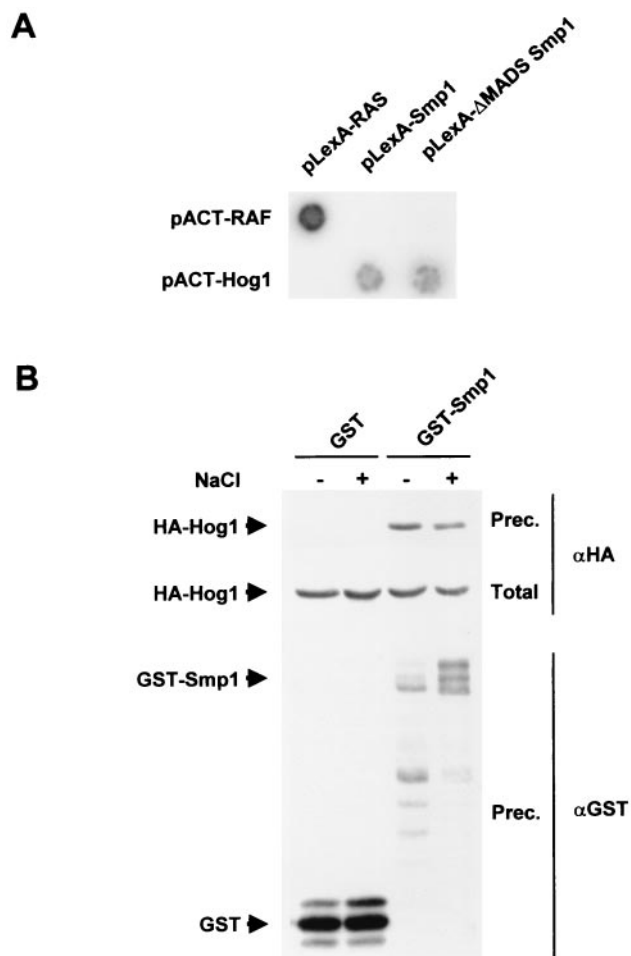 A
pLexA-RAS
pLexA-Smp1
pLexA-ΔMADS Smp1
pACT-RAF
pACT-Hog1
B
GST
GST-Smp1
NaCl - + - +
HA-Hog1 Prec.
αHA
HA-Hog1 Total
GST-Smp1
Prec. αGST
GST